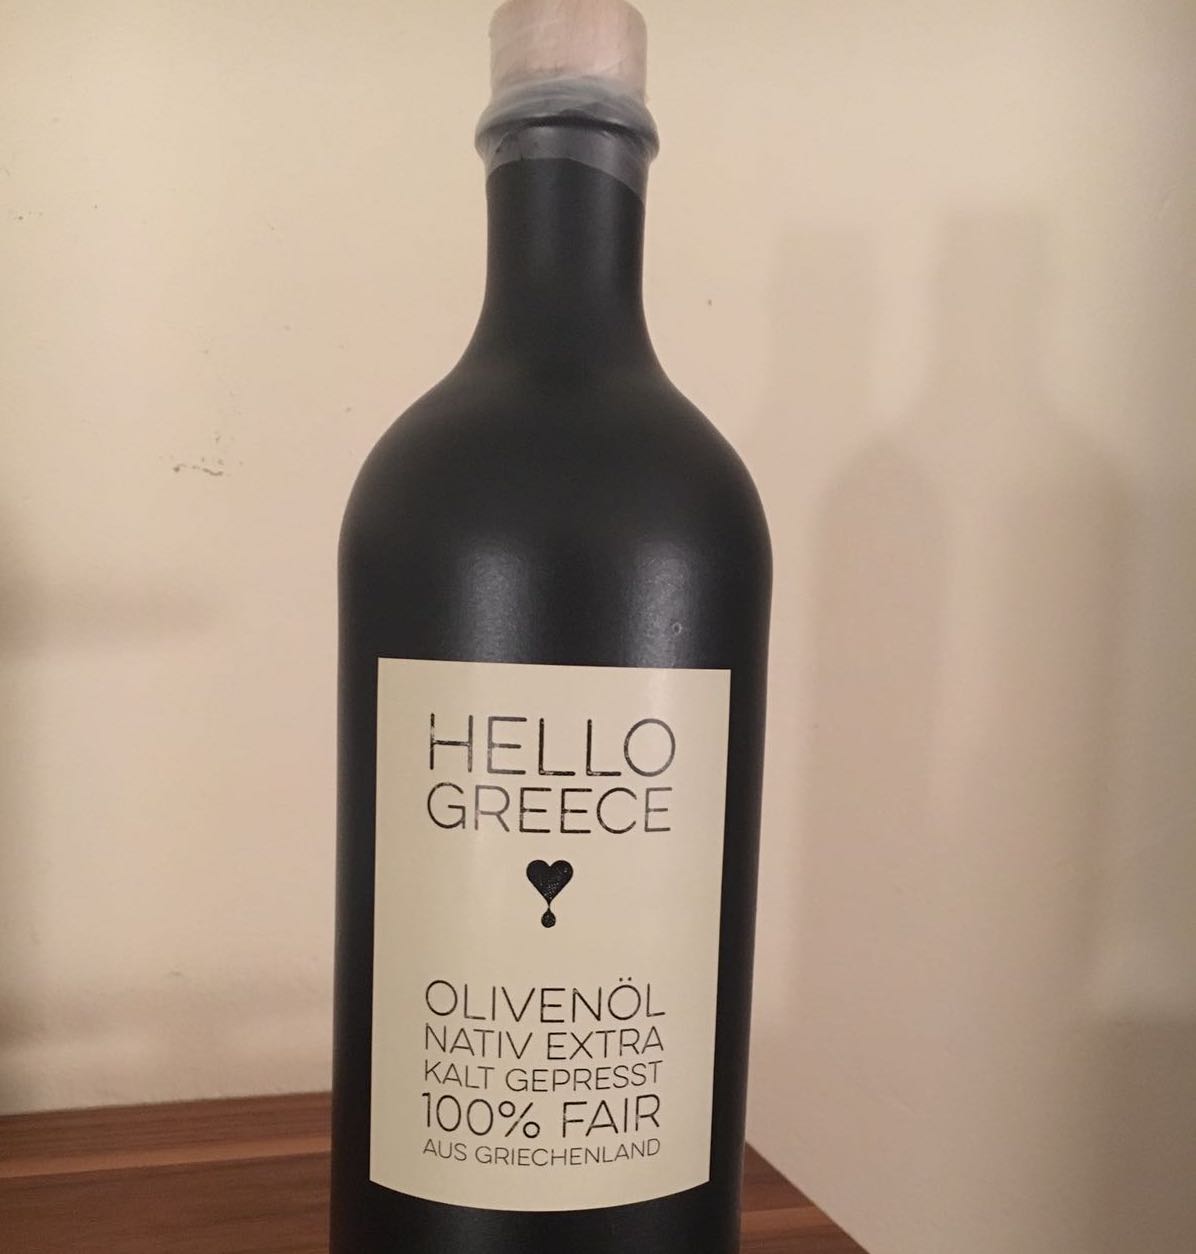 HELLO
GREECE
OLIVENÖL
NATIV EXTRA
KALT GEPRESST
100% FAIR
AUS GRIECHENLAND